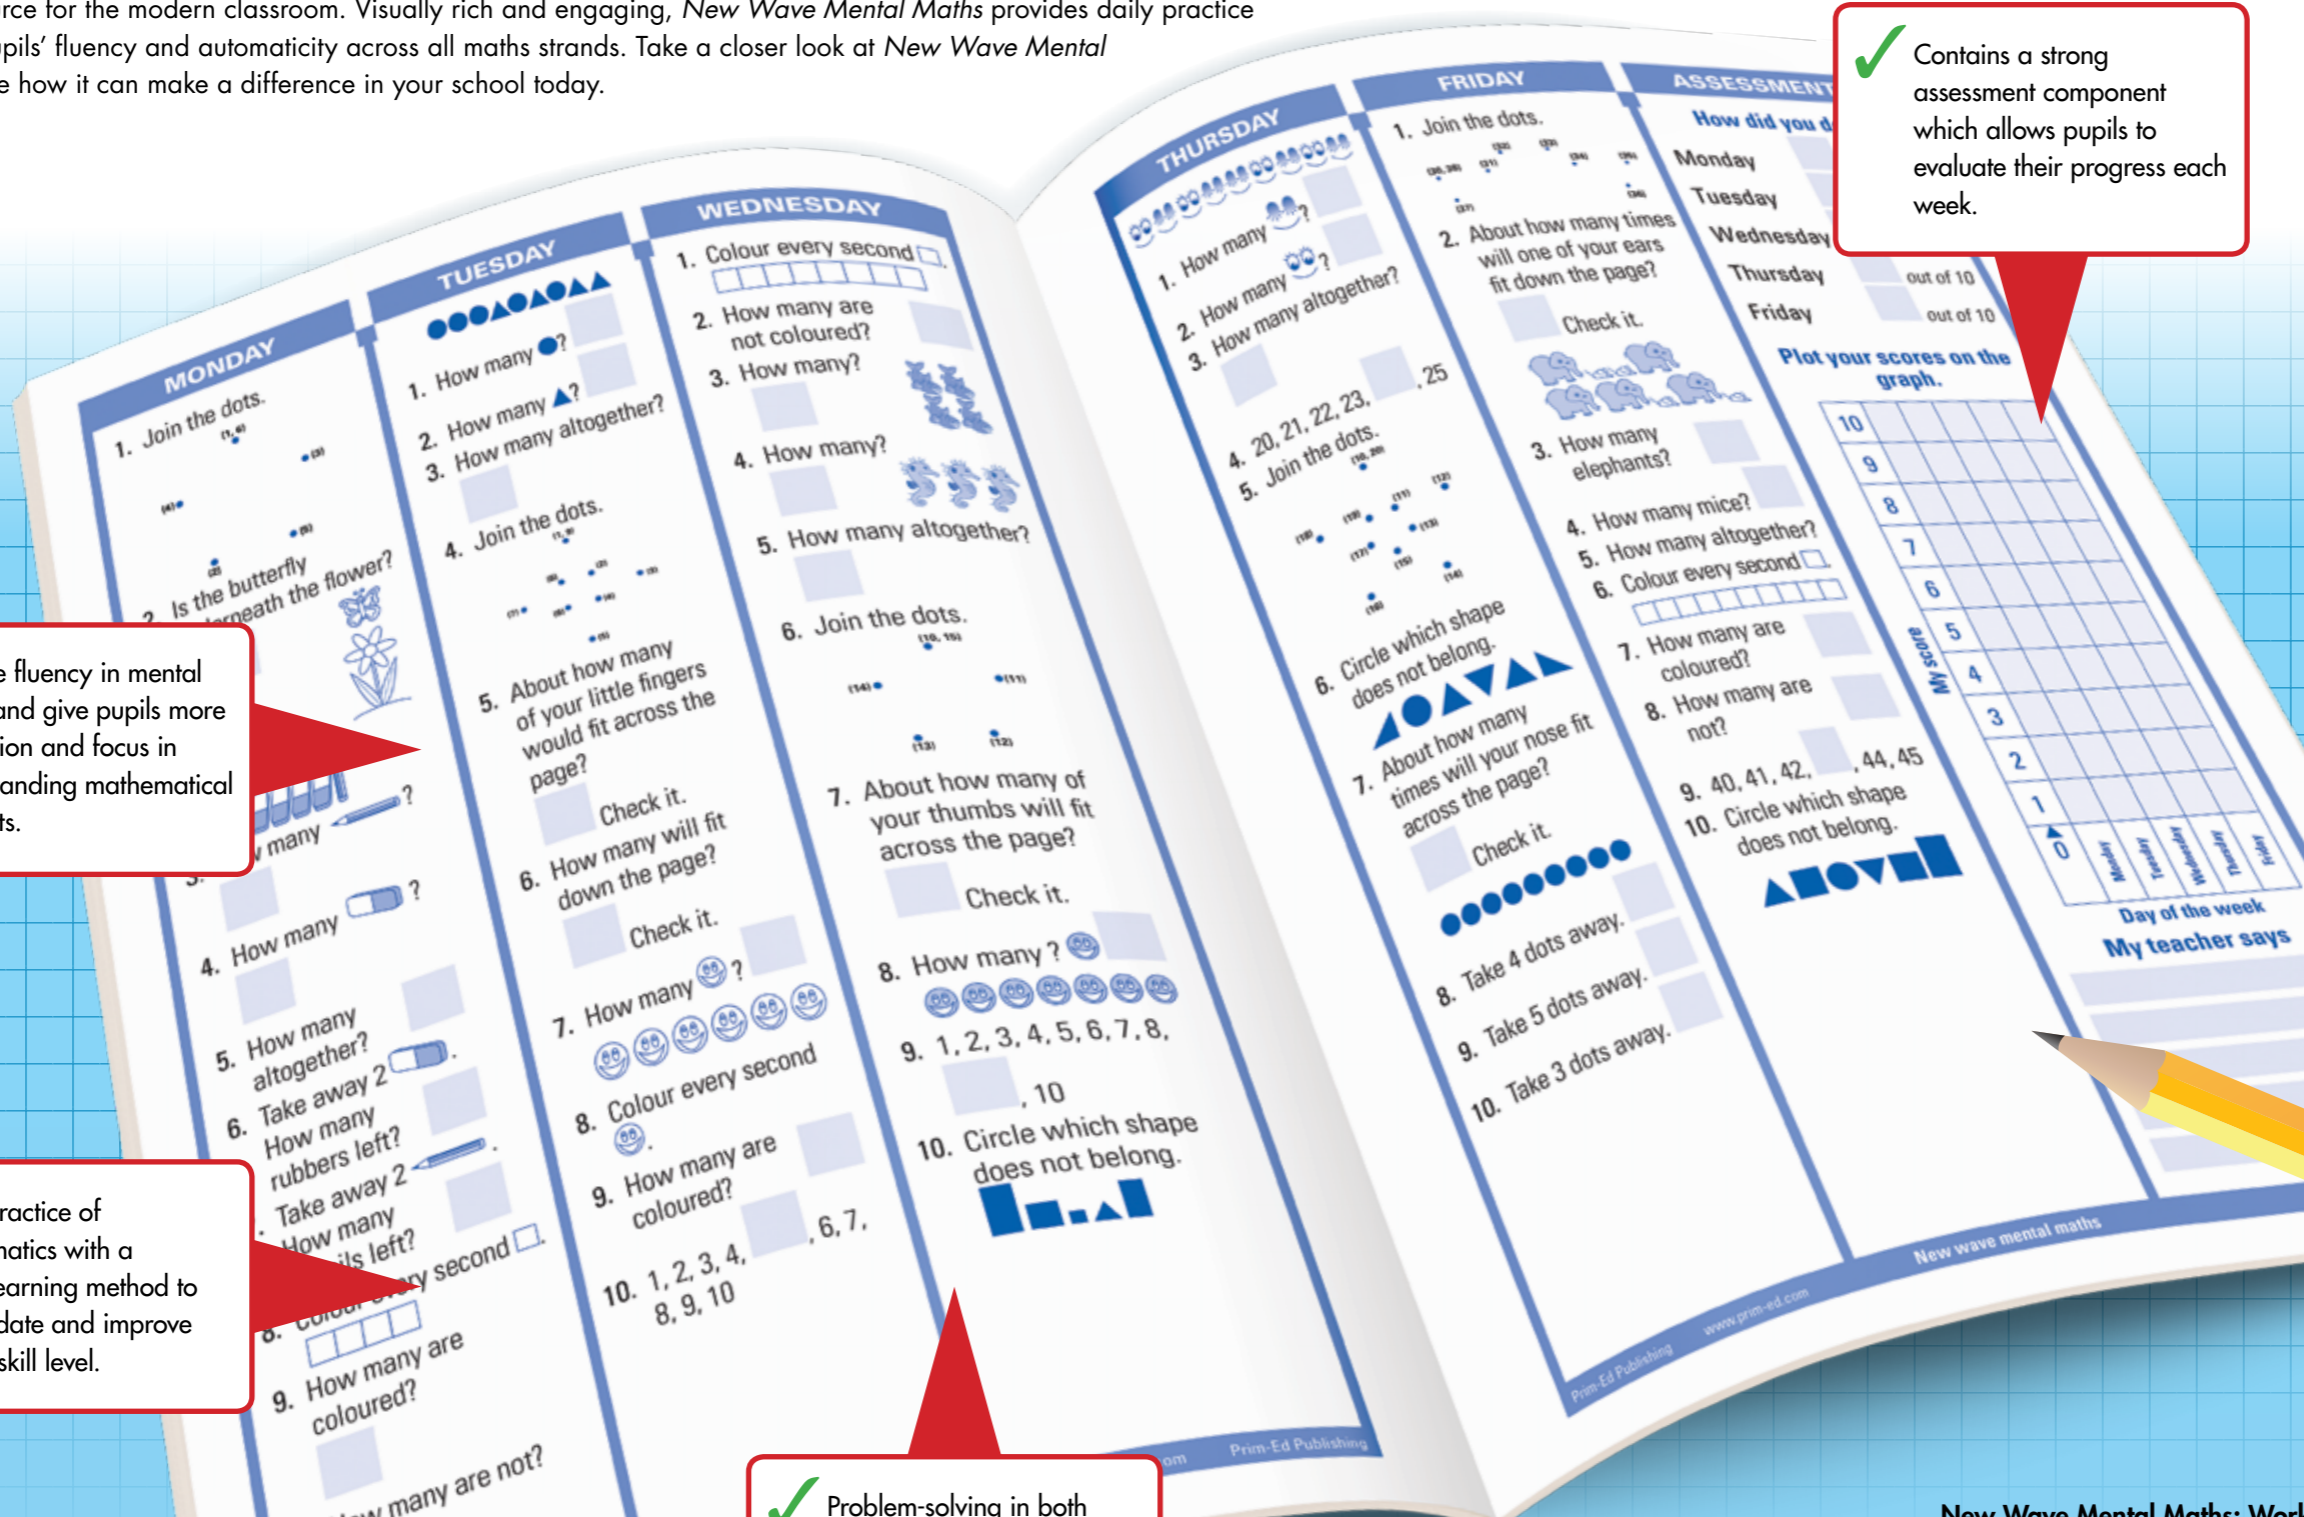 urce for the modern classroom. Visually rich and engaging, New Wave Mental Maths provides daily practice
upils' fluency and automaticity across all maths strands. Take a closer look at New Wave Mental
e how it can make a difference in your school today.
MONDAY
1. Join the dots.
2. Is the butterfly
erneath the flower?
many ?
4. How many ?
5. How many
altogether?
6. Take away 2 .
How many
rubbers left?
Take away 2 .
How many
ils left?
8. Colour every second .
9. How many are
coloured?
ow many are not?
TUESDAY
1. How many ?
2. How many ?
3. How many altogether?
4. Join the dots.
5. About how many
of your little fingers
would fit across the
page?
Check it.
6. How many will fit
down the page?
Check it.
7. How many ?
8. Colour every second
.
9. How many are
coloured?
10. 1, 2, 3, 4, , 6, 7,
8, 9, 10
WEDNESDAY
1. Colour every second .
2. How many are
not coloured?
3. How many?
4. How many?
5. How many altogether?
6. Join the dots.
(10, 15)
(14)
(11)
(13)
(12)
7. About how many of
your thumbs will fit
across the page?
Check it.
8. How many ?
9. 1, 2, 3, 4, 5, 6, 7, 8,
, 10
10. Circle which shape
does not belong.
THURSDAY
1. How many ?
2. How many ?
3. How many altogether?
4. 20, 21, 22, 23, , 25
5. Join the dots.
6. Circle which shape
does not belong.
7. About how many
times will your nose fit
across the page?
Check it.
8. Take 4 dots away.
9. Take 5 dots away.
10. Take 3 dots away.
om Prim-Ed Publishing
FRIDAY
1. Join the dots.
2. About how many times
will one of your ears
fit down the page?
Check it.
3. How many
elephants?
4. How many mice?
5. How many altogether?
6. Colour every second .
7. How many are
coloured?
8. How many are
not?
9. 40, 41, 42, , 44, 45
10. Circle which shape
does not belong.
ASSESSMENT
How did you d
Monday
Tuesday
Wednesday
Thursday out of 10
Friday out of 10
Plot your scores on the
graph.
10
9
8
7
6
5
4
3
2
1
0
My score
Monday
Tuesday
Wednesday
Thursday
Friday
Day of the week
My teacher says
Prim-Ed Publishing www.prim-ed.com New wave mental maths
Contains a strong
assessment component
which allows pupils to
evaluate their progress each
week.
e fluency in mental
and give pupils more
ion and focus in
anding mathematical
ts.
ractice of
matics with a
earning method to
date and improve
skill level.
Problem-solving in both
New Wave Mental Maths: Work